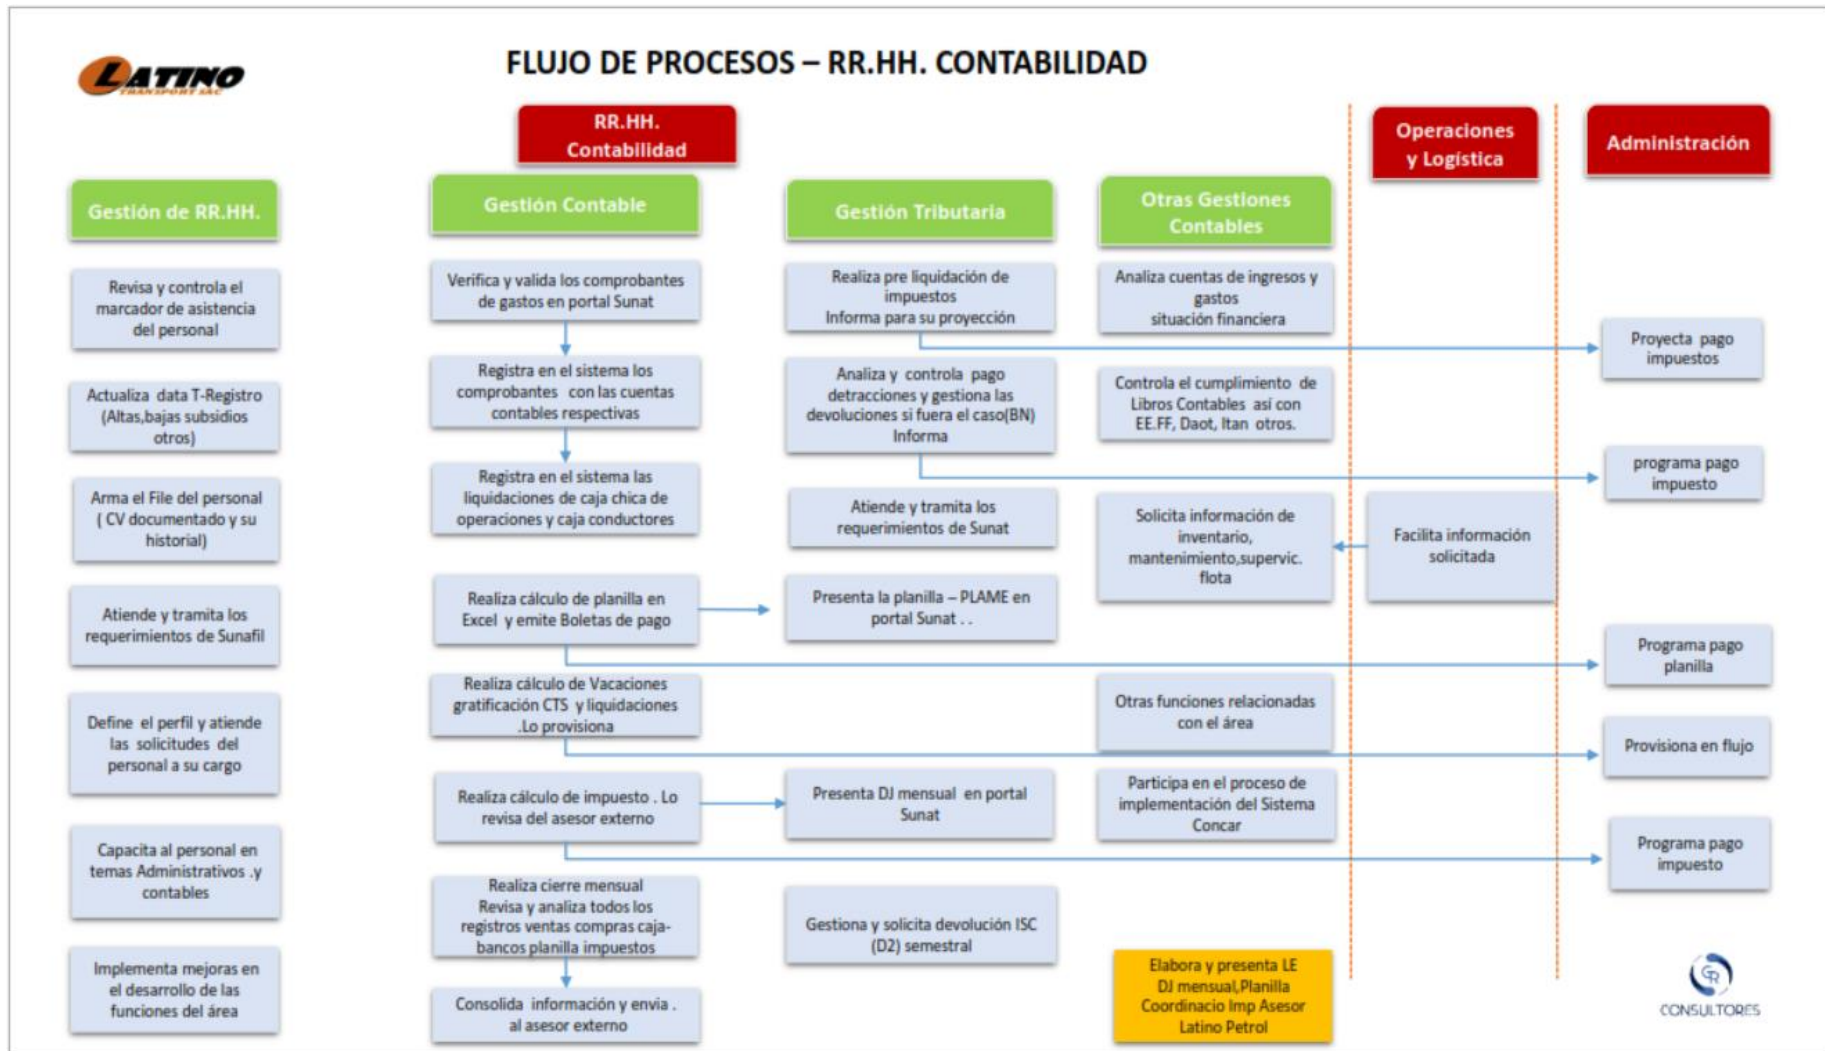 LATINO
TRANSPORT SAC
FLUJO DE PROCESOS – RR.HH. CONTABILIDAD
RR.HH.
Contabilidad
Operaciones
y Logística
Administración
Gestión de RR.HH.
Revisa y controla el
marcador de asistencia
del personal
Actualiza data T-Registro
(Altas,bajas subsidios
otros)
Arma el File del personal
( CV documentado y su
historial)
Atiende y tramita los
requerimientos de Sunafil
Define el perfil y atiende
las solicitudes del
personal a su cargo
Capacita al personal en
temas Administrativos .y
contables
Implementa mejoras en
el desarrollo de las
funciones del área
Gestión Contable
Verifica y valida los comprobantes
de gastos en portal Sunat
Registra en el sistema los
comprobantes con las cuentas
contables respectivas
Registra en el sistema las
liquidaciones de caja chica de
operaciones y caja conductores
Realiza cálculo de planilla en
Excel y emite Boletas de pago
Realiza cálculo de Vacaciones
gratificación CTS y liquidaciones
.Lo provisiona
Realiza cálculo de impuesto . Lo
revisa del asesor externo
Realiza cierre mensual
Revisa y analiza todos los
registros ventas compras caja-
bancos planilla impuestos
Consolida información y envia .
al asesor externo
Gestión Tributaria
Realiza pre liquidación de
impuestos
Informa para su proyección
Analiza y controla pago
detracciones y gestiona las
devoluciones si fuera el caso(BN)
Informa
Atiende y tramita los
requerimientos de Sunat
Presenta la planilla – PLAME en
portal Sunat . .
Presenta DJ mensual en portal
Sunat
Gestiona y solicita devolución ISC
(D2) semestral
Otras Gestiones
Contables
Analiza cuentas de ingresos y
gastos
situación financiera
Controla el cumplimiento de
Libros Contables así con
EE.FF, Daot, Itan otros.
Solicita información de
inventario,
mantenimiento,supervic.
flota
Otras funciones relacionadas
con el área
Participa en el proceso de
implementación del Sistema
Concar
Elabora y presenta LE
DJ mensual,Planilla
Coordinacio Imp Asesor
Latino Petrol
Facilita información
solicitada
Proyecta pago
impuestos
programa pago
impuesto
Programa pago
planilla
Provisiona en flujo
Programa pago
impuesto
GR
CONSULTORES